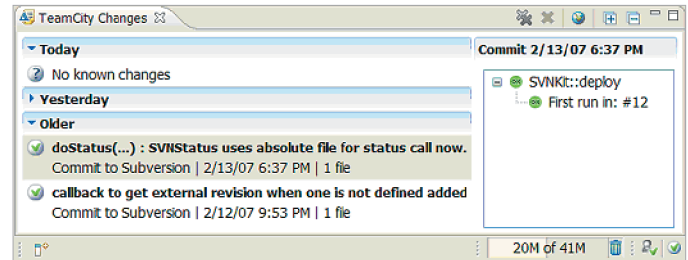 TeamCity Changes
Today
No known changes
Yesterday
Older
doStatus(...) : SVNStatus uses absolute file for status call now.
Commit to Subversion | 2/13/07 6:37 PM | 1 file
callback to get external revision when one is not defined added
Commit to Subversion | 2/12/07 9:53 PM | 1 file
Commit 2/13/07 6:37 PM
SVNKit::deploy
First run in: #12
20M of 41M